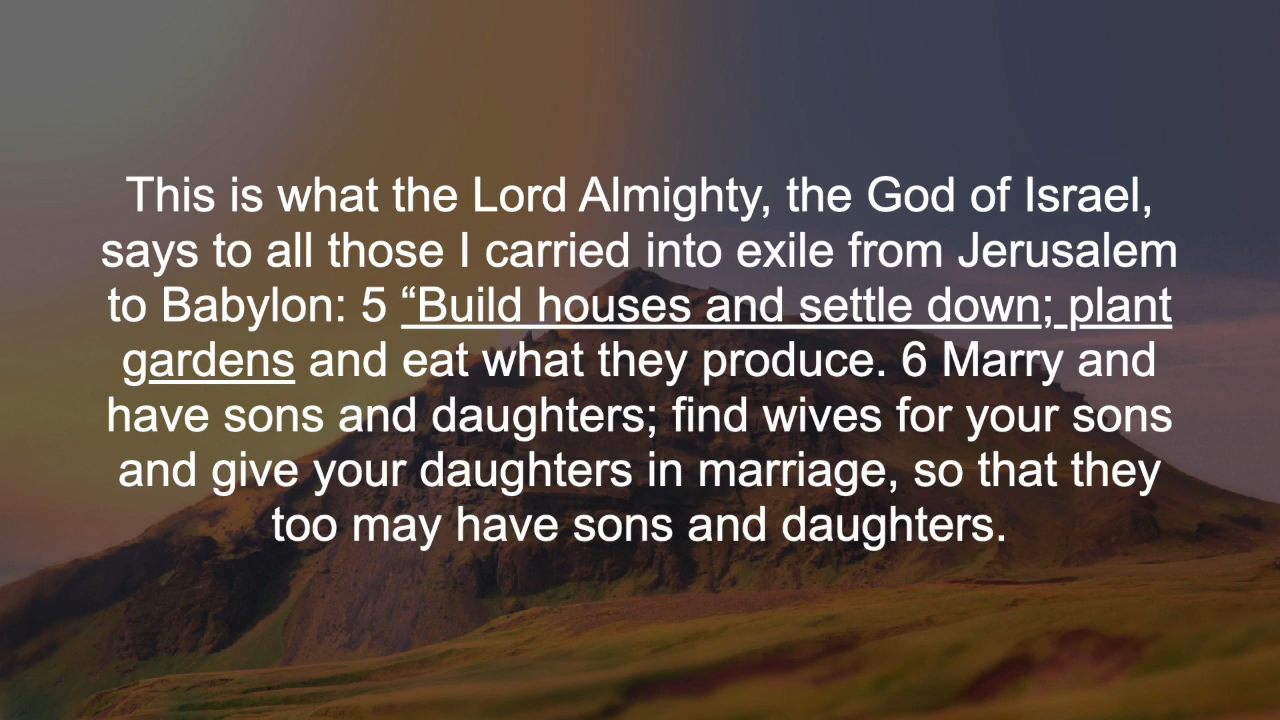 This is what the Lord Almighty, the God of Israel,
says to all those I carried into exile from Jerusalem
to Babylon: 5 “Build houses and settle down; plant
gardens and eat what they produce. 6 Marry and
have sons and daughters; find wives for your sons
and give your daughters in marriage, so that they
too may have sons and daughters.